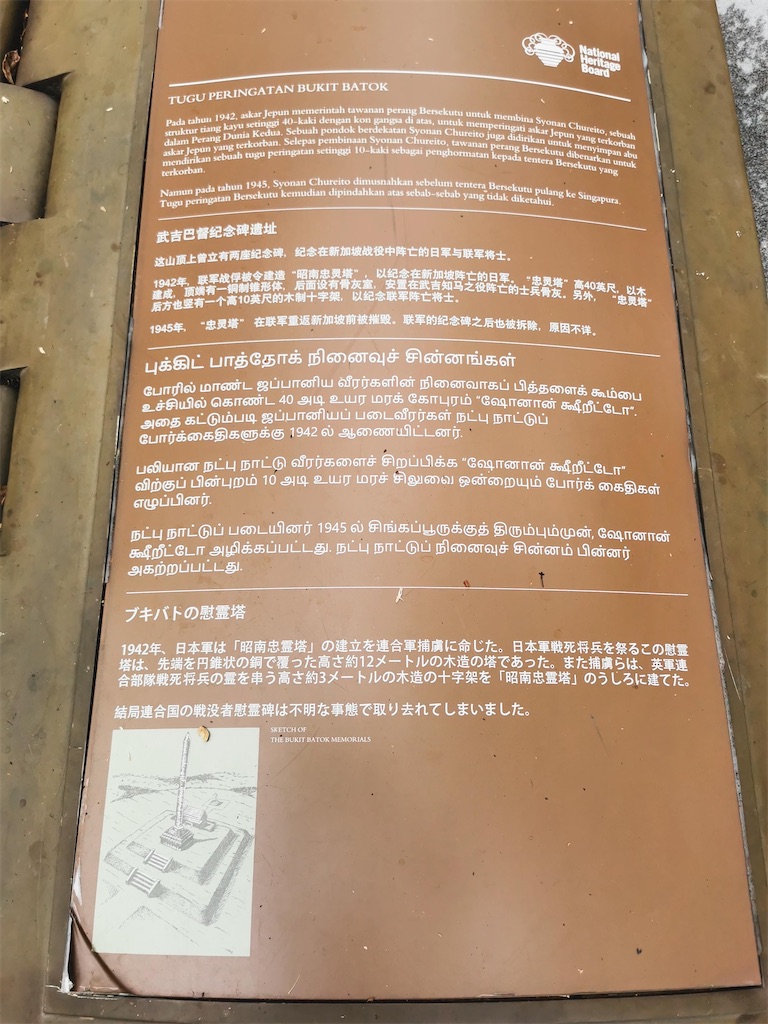 National
Heritage
Board
TUGU PERINGATAN BUKIT BATOK
Pada tahun 1942, askar Jepun memerintah tawanan perang Bersekutu untuk membina Syonan Chureito, sebuah
struktur tiang kayu setinggi 40-kaki dengan kon gangsa di atas, untuk memperingati askar Jepun yang terkorban
dalam Perang Dunia Kedua. Sebuah pondok berdekatan Syonan Chureito juga didirikan untuk menyimpan abu
askar Jepun yang terkorban. Selepas pembinaan Syonan Chureito, tawanan perang Bersekutu dibenarkan untuk
mendirikan sebuah tugu peringatan setinggi 10-kaki sebagai penghormatan kepada tentera Bersekutu yang
terkorban.
Namun pada tahun 1945, Syonan Chureito dimusnahkan sebelum tentera Bersekutu pulang ke Singapura.
Tugu peringatan Bersekutu kemudian dipindahkan atas sebab-sebab yang tidak diketahui.
武吉巴督纪念碑遗址
这山顶上曾立有两座纪念碑，纪念在新加坡战役中阵亡的日军与联军将士。
1942年，联军战俘被令建造“昭南忠灵塔”，以纪念在新加坡阵亡的日军。“忠灵塔”高40英尺，以木
建成，顶端有一铜制锥形体，后面设有骨灰室，安置在武吉知马之役阵亡的士兵骨灰。另外，“忠灵塔”
后方也竖有一个高10英尺的木制十字架，以纪念联军阵亡将士。
1945年，“忠灵塔”在联军重返新加坡前被摧毁。联军的纪念碑之后也被拆除，原因不详。
புக்கிட் பாத்தோக் நினைவுச் சின்னங்கள்
போரில் மாண்ட ஜப்பானிய வீரர்களின் நினைவாகப் பித்தளைக் கூம்பை
உச்சியில் கொண்ட 40 அடி உயர மரக் கோபுரம் “ஷோனான் க்ஷூரீட்டோ”.
அதை கட்டும்படி ஜப்பானியப் படைவீரர்கள் நட்பு நாட்டுப்
போர்க்கைதிகளுக்கு 1942 ல் ஆணையிட்டனர்.
பலியான நட்பு நாட்டு வீரர்களைச் சிறப்பிக்க “ஷோனான் க்ஷூரீட்டோ”
விற்குப் பின்புறம் 10 அடி உயர மரச் சிலுவை ஒன்றையும் போர்க் கைதிகள்
எழுப்பினர்.
நட்பு நாட்டுப் படையினர் 1945 ல் சிங்கப்பூருக்குத் திரும்புமுன், ஷோனான்
க்ஷூரீட்டோ அழிக்கப்பட்டது. நட்பு நாட்டுப் நினைவுச் சின்னம் பின்னர்
அகற்றப்பட்டது.
ブキバトの慰霊塔
1942年、日本軍は「昭南忠霊塔」の建立を連合軍捕虜に命じた。日本軍戦死将兵を祭るこの慰霊
塔は、先端を円錐状の銅で覆った高さ約12メートルの木造の塔であった。また捕虜らは、英軍連
合部隊戦死将兵の霊を串う高さ約3メートルの木造の十字架を「昭南忠霊塔」のうしろに建てた。
結局連合国の戦没者慰霊碑は不明な事態で取り去れてしまいました。
SKETCH OF
THE BUKIT BATOK MEMORIALS